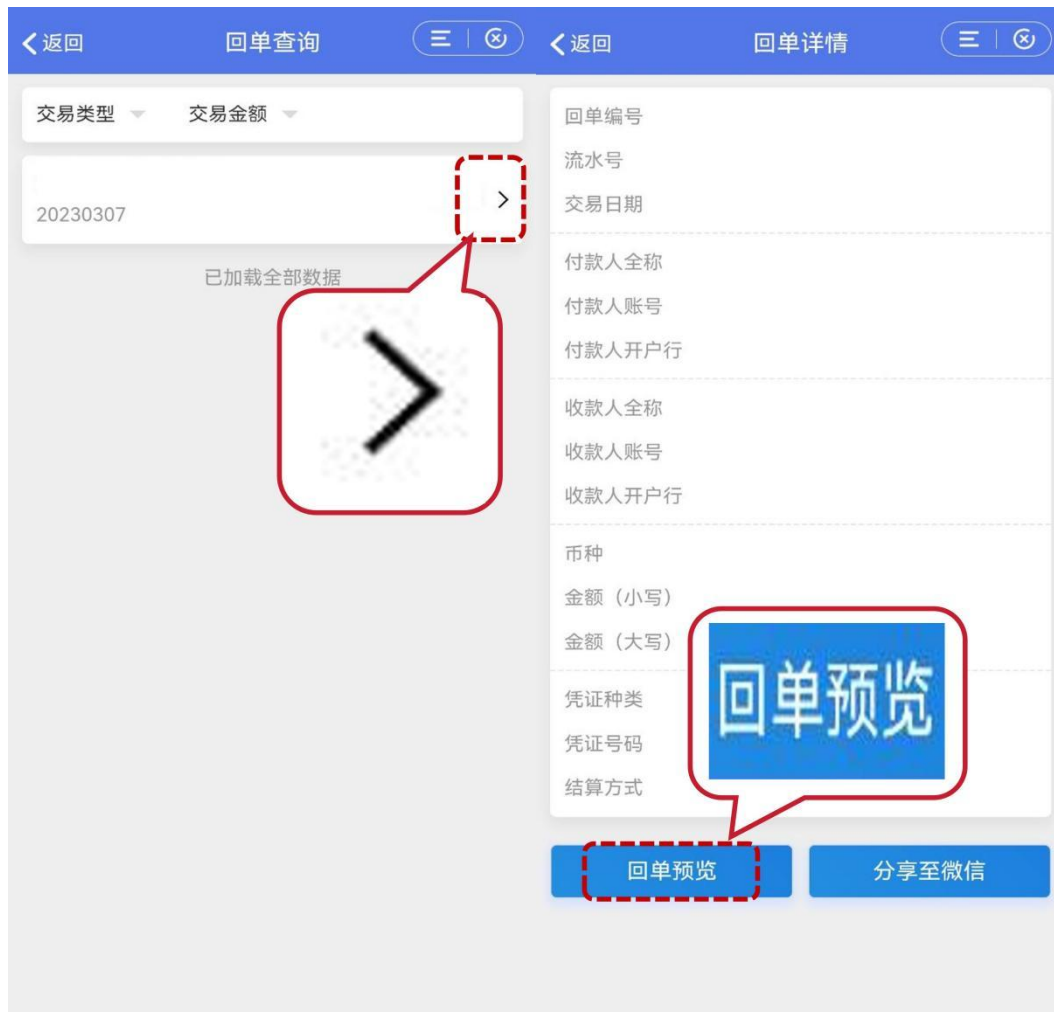 返回 回单查询
交易类型 交易金额
20230307
已加载全部数据
返回 回单详情
回单编号
流水号
交易日期
付款人全称
付款人账号
付款人开户行
收款人全称
收款人账号
收款人开户行
币种
金额（小写）
金额（大写）
回单预览
凭证种类
凭证号码
结算方式
回单预览 分享至微信